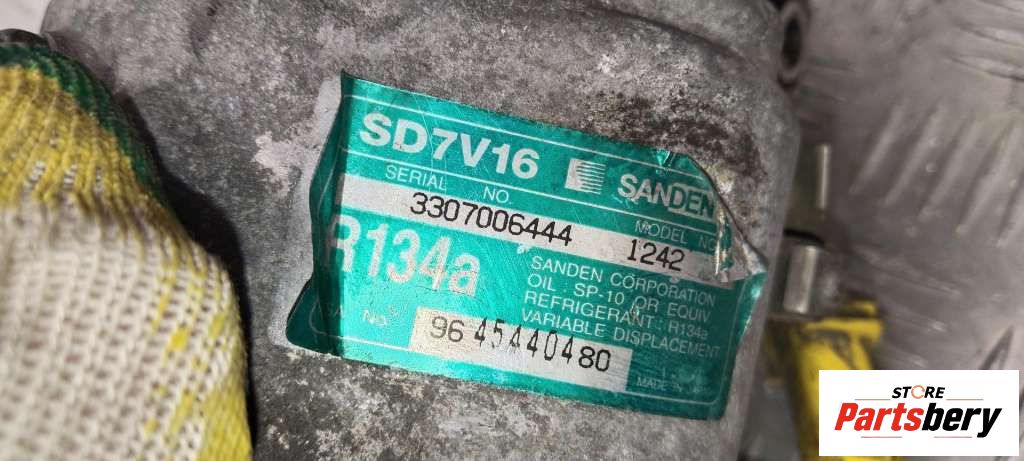 SD7V16 SANDEN
SERIAL NO. MODEL NO.
3307006444 1242
R134a
SANDEN CORPORATION
OIL : SP-10 OR EQUIV
REFRIGERANT : R134a
VARIABLE DISPLACEMENT
NO.
96 45440480
MADE
STORE
Partsbery